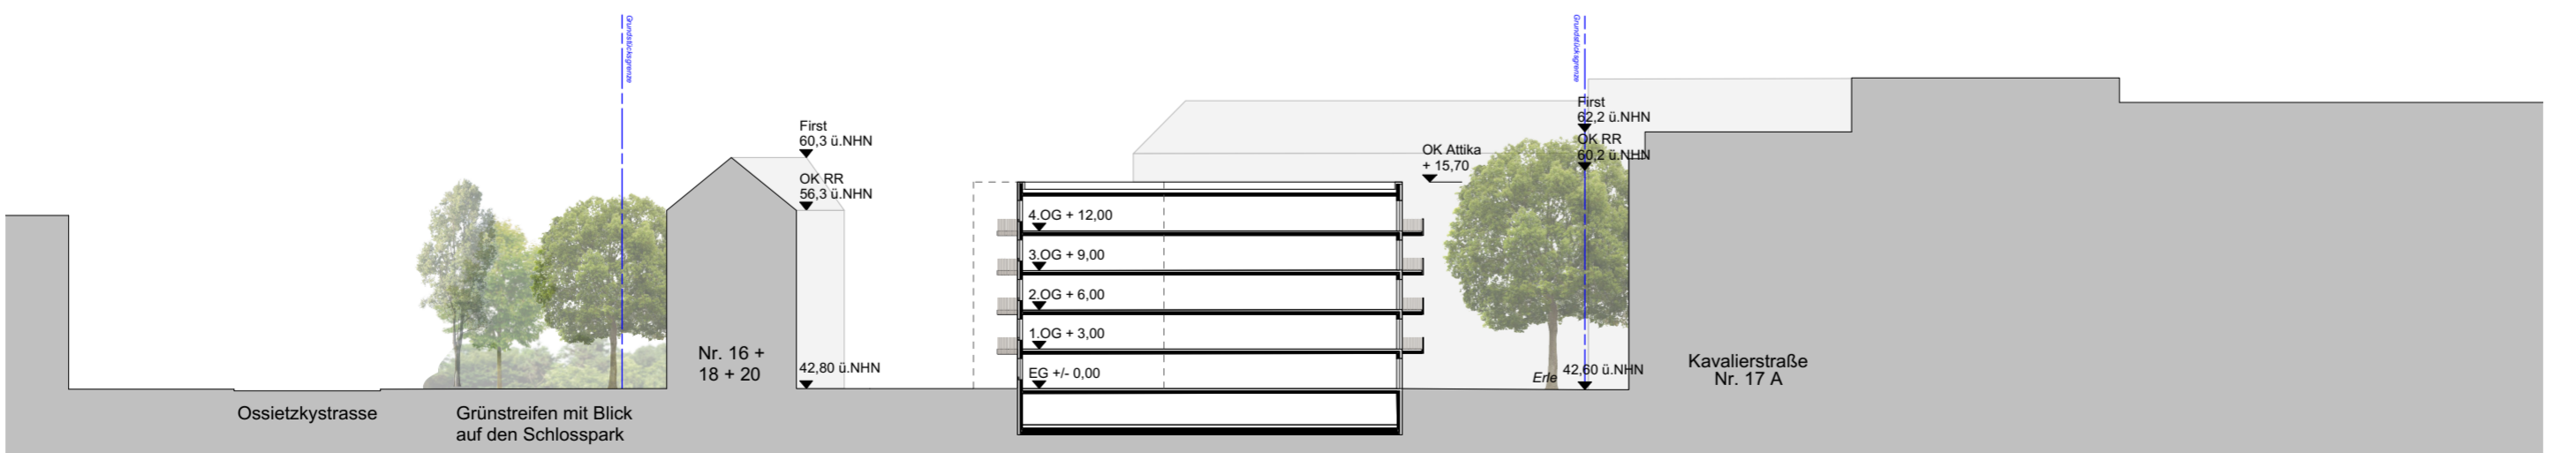 Grundstücksgrenze
Grundstücksgrenze
First
60,3 ü.NHN
OK RR
56,3 ü.NHN
42,80 ü.NHN
Nr. 16 +
18 + 20
Ossietzkystrasse
Grünstreifen mit Blick
auf den Schlosspark
4.OG + 12,00
3.OG + 9,00
2.OG + 6,00
1.OG + 3,00
EG +/- 0,00
OK Attika
+ 15,70
First
62,2 ü.NHN
OK RR
60,2 ü.NHN
Erle
42,60 ü.NHN
Kavalierstraße
Nr. 17 A